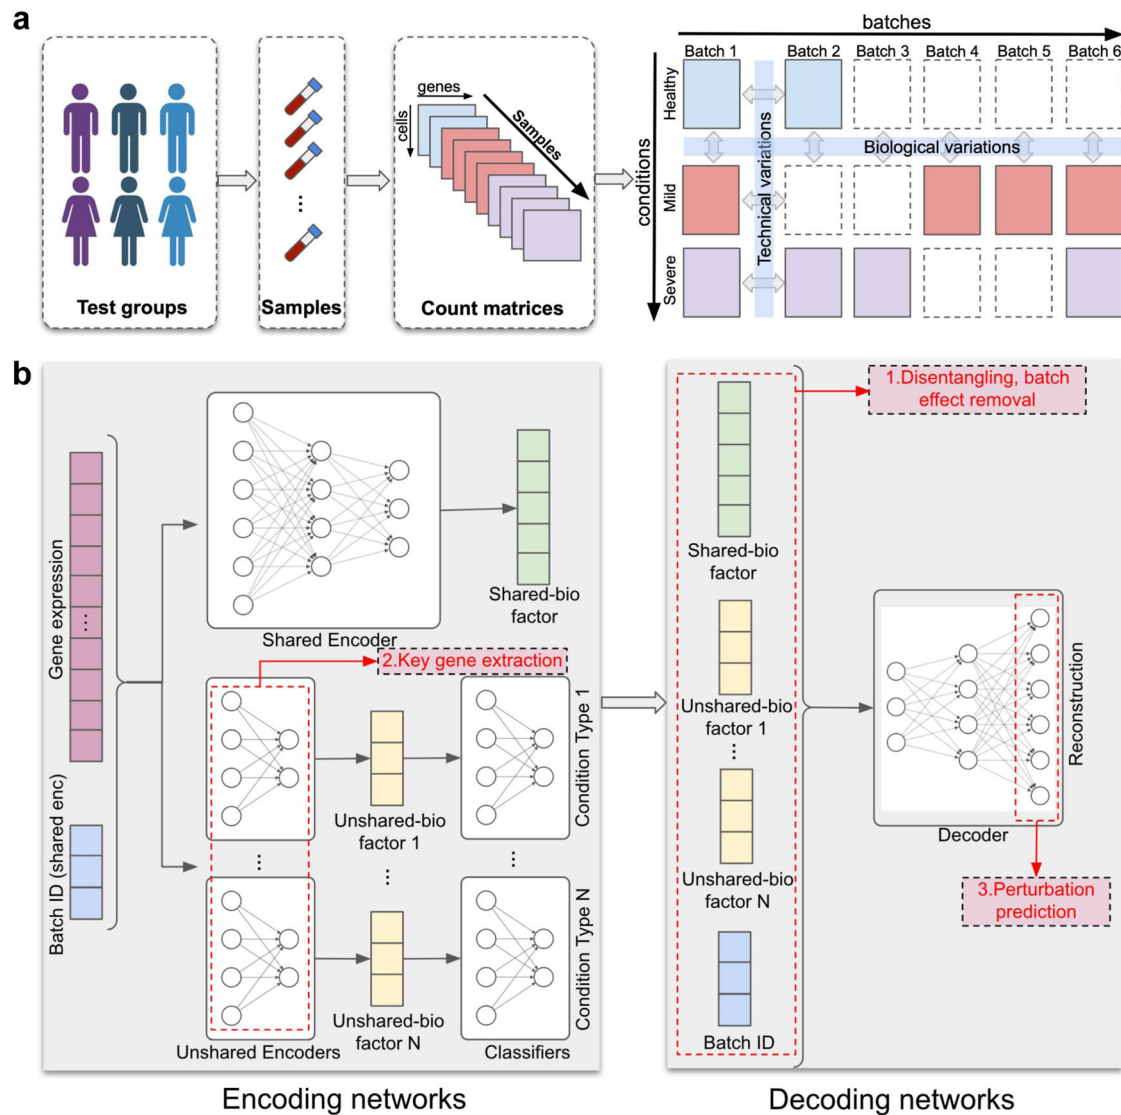 a
Test groups
Samples
...
genes
cells
Samples
Count matrices
batches
Batch 1
Batch 2
Batch 3
Batch 4
Batch 5
Batch 6
conditions
Healthy
Mild
Severe
Technical variations
Biological variations
b
Gene expression
...
Batch ID (shared enc)
Shared Encoder
Shared-bio
factor
2.Key gene extraction
Unshared-bio
factor 1
Condition Type 1
...
...
...
Unshared-bio
factor N
Condition Type N
Unshared Encoders
Classifiers
Encoding networks
1.Disentangling, batch
effect removal
Shared-bio
factor
Unshared-bio
factor 1
...
Unshared-bio
factor N
Batch ID
Reconstruction
Decoder
3.Perturbation
prediction
Decoding networks